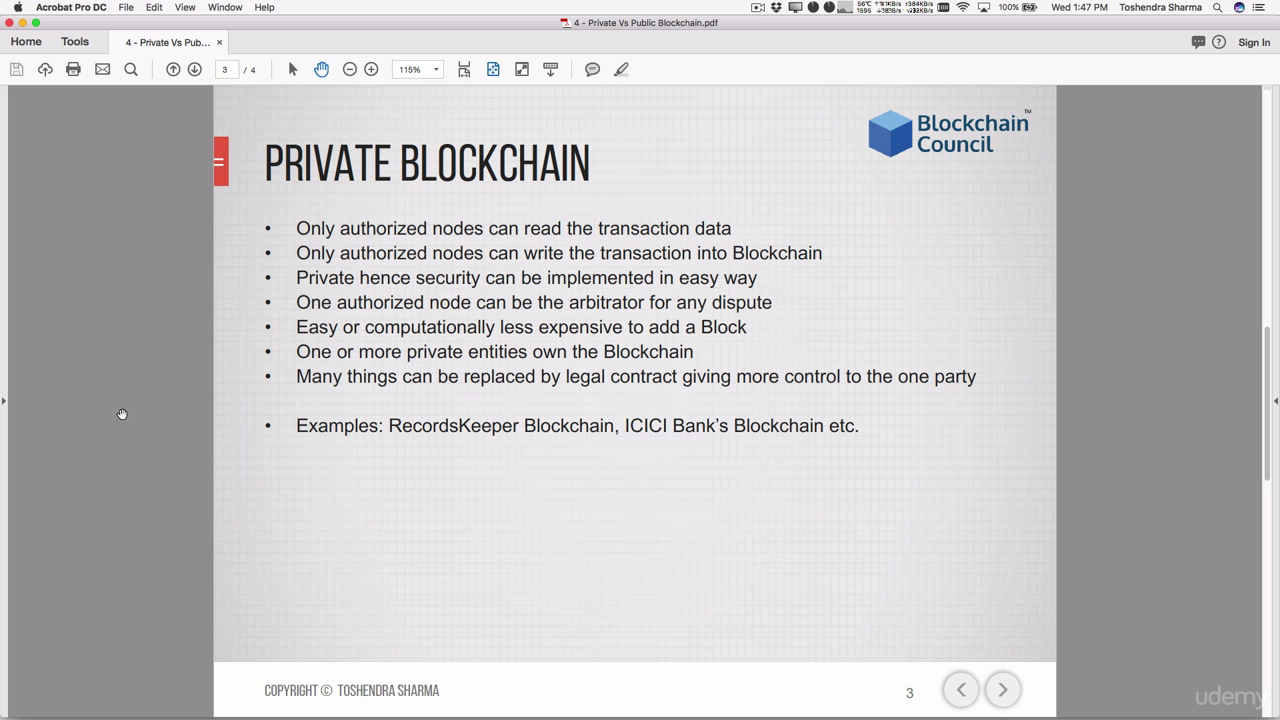 Acrobat Pro DC File Edit View Window Help 100% Wed 1:47 PM Toshendra Sharma
4 - Private Vs Public Blockchain.pdf
Home Tools 4 - Private Vs Pub... × Sign In
3 / 4 115%
Blockchain Council™
PRIVATE BLOCKCHAIN
• Only authorized nodes can read the transaction data
• Only authorized nodes can write the transaction into Blockchain
• Private hence security can be implemented in easy way
• One authorized node can be the arbitrator for any dispute
• Easy or computationally less expensive to add a Block
• One or more private entities own the Blockchain
• Many things can be replaced by legal contract giving more control to the one party
• Examples: RecordsKeeper Blockchain, ICICI Bank’s Blockchain etc.
COPYRIGHT © TOSHENDRA SHARMA 3
udemy